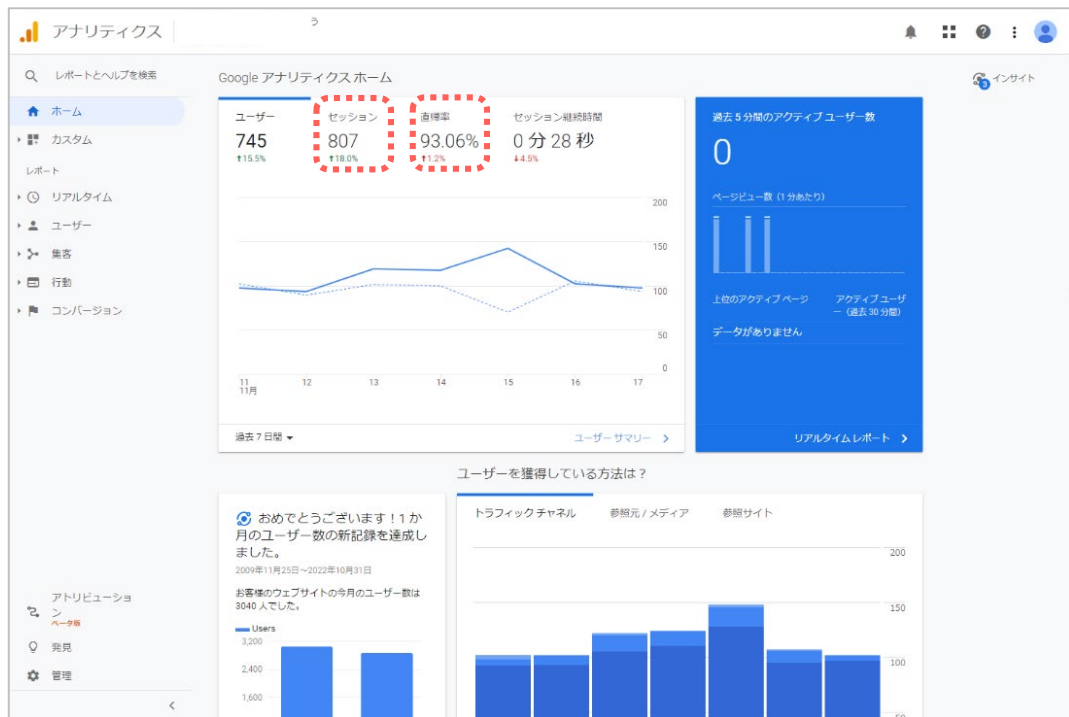 アナリティクス
う
レポートとヘルプを検索
ホーム
カスタム
レポート
リアルタイム
ユーザー
集客
行動
コンバージョン
アトリビューショ
ン
ベータ版
発見
管理
Google アナリティクス ホーム
インサイト
3
ユーザー
745
↑15.5%
セッション
807
↑18.0%
直帰率
93.06%
↑1.2%
セッション継続時間
0 分 28 秒
↓4.5%
200
150
100
50
0
11
11月
12
13
14
15
16
17
過去 7 日間
ユーザー サマリー
過去 5 分間のアクティブ ユーザー数
0
ページビュー数（1 分あたり）
上位のアクティブ ページ
アクティブ ユーザ
ー（過去 30 分間）
データがありません
リアルタイム レポート
ユーザーを獲得している方法は？
おめでとうございます！1 か
月のユーザー数の新記録を達成し
ました。
2009年11月25日～2022年10月31日
お客様のウェブサイトの今月のユーザー数は
3040 人でした。
Users
3,200
2,400
1,600
トラフィック チャネル
参照元 / メディア
参照サイト
200
150
100
50